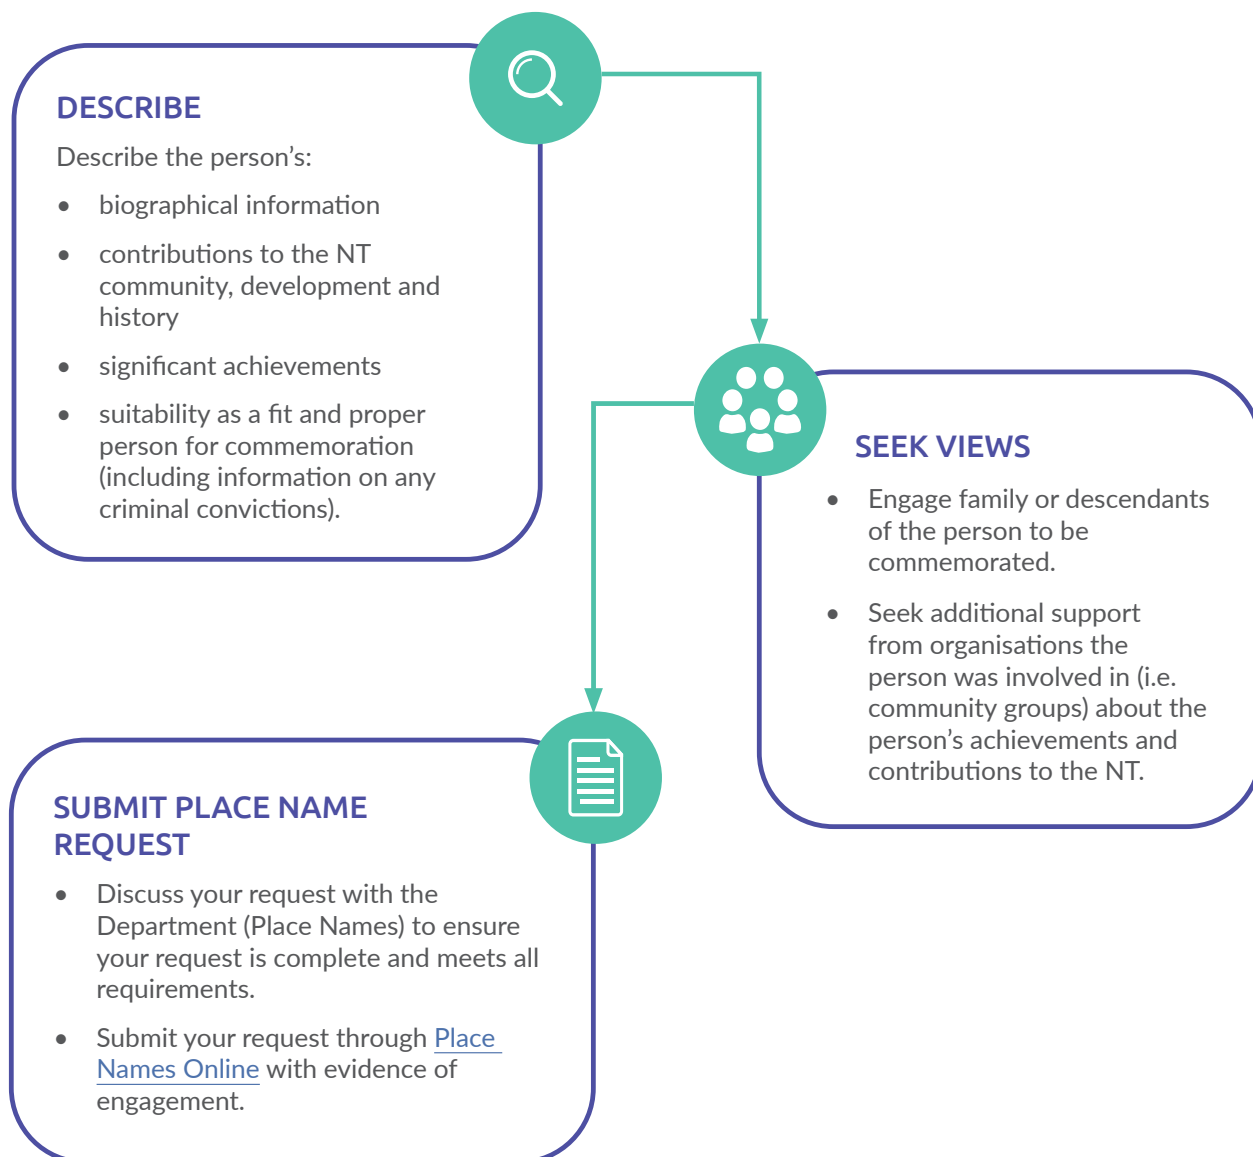 DESCRIBE
Describe the person’s:
• biographical information
• contributions to the NT
community, development and
history
• significant achievements
• suitability as a fit and proper
person for commemoration
(including information on any
criminal convictions).
SEEK VIEWS
• Engage family or descendants
of the person to be
commemorated.
• Seek additional support
from organisations the
person was involved in (i.e.
community groups) about the
person’s achievements and
contributions to the NT.
SUBMIT PLACE NAME
REQUEST
• Discuss your request with the
Department (Place Names) to ensure
your request is complete and meets all
requirements.
• Submit your request through Place
Names Online with evidence of
engagement.